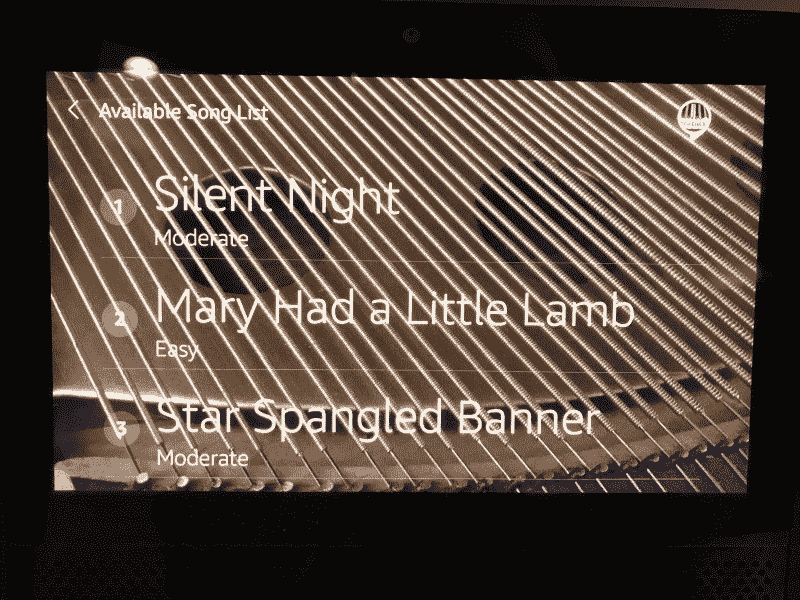 Available Song List
1
Silent Night
Moderate
2
Mary Had a Little Lamb
Easy
3
Star Spangled Banner
Moderate